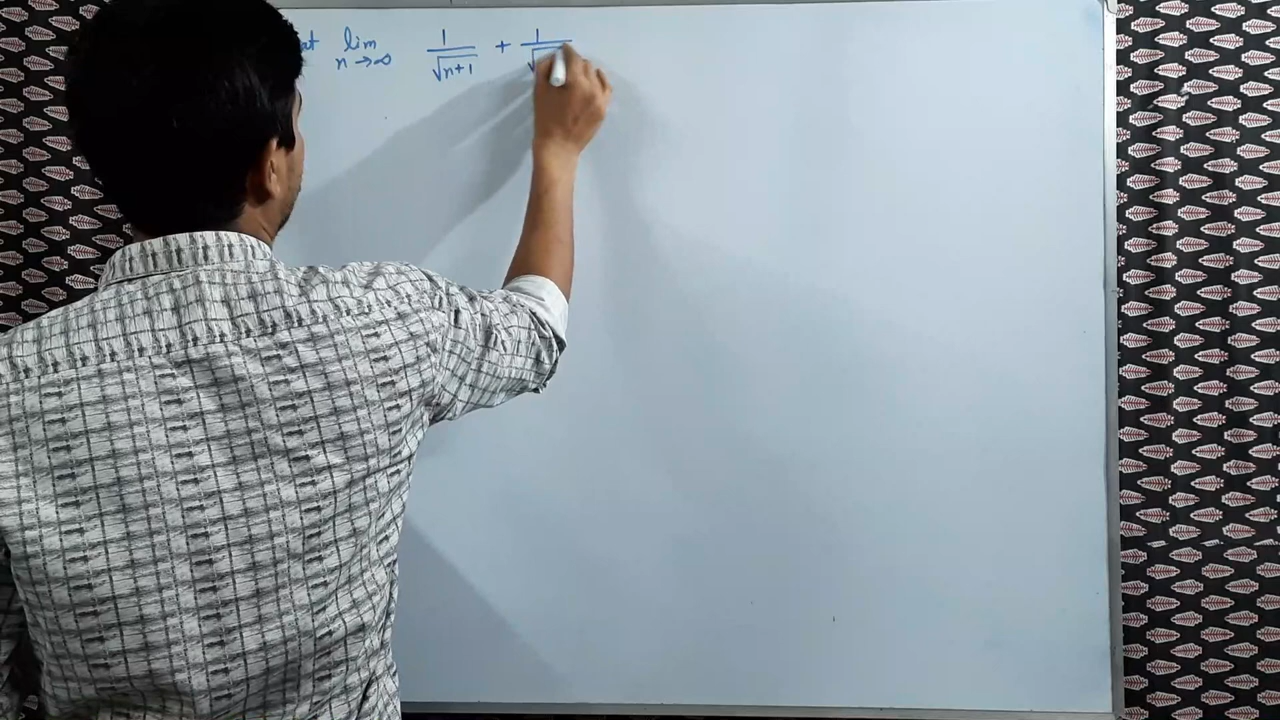 lim n→∞ 1/√n+1 + 1/√